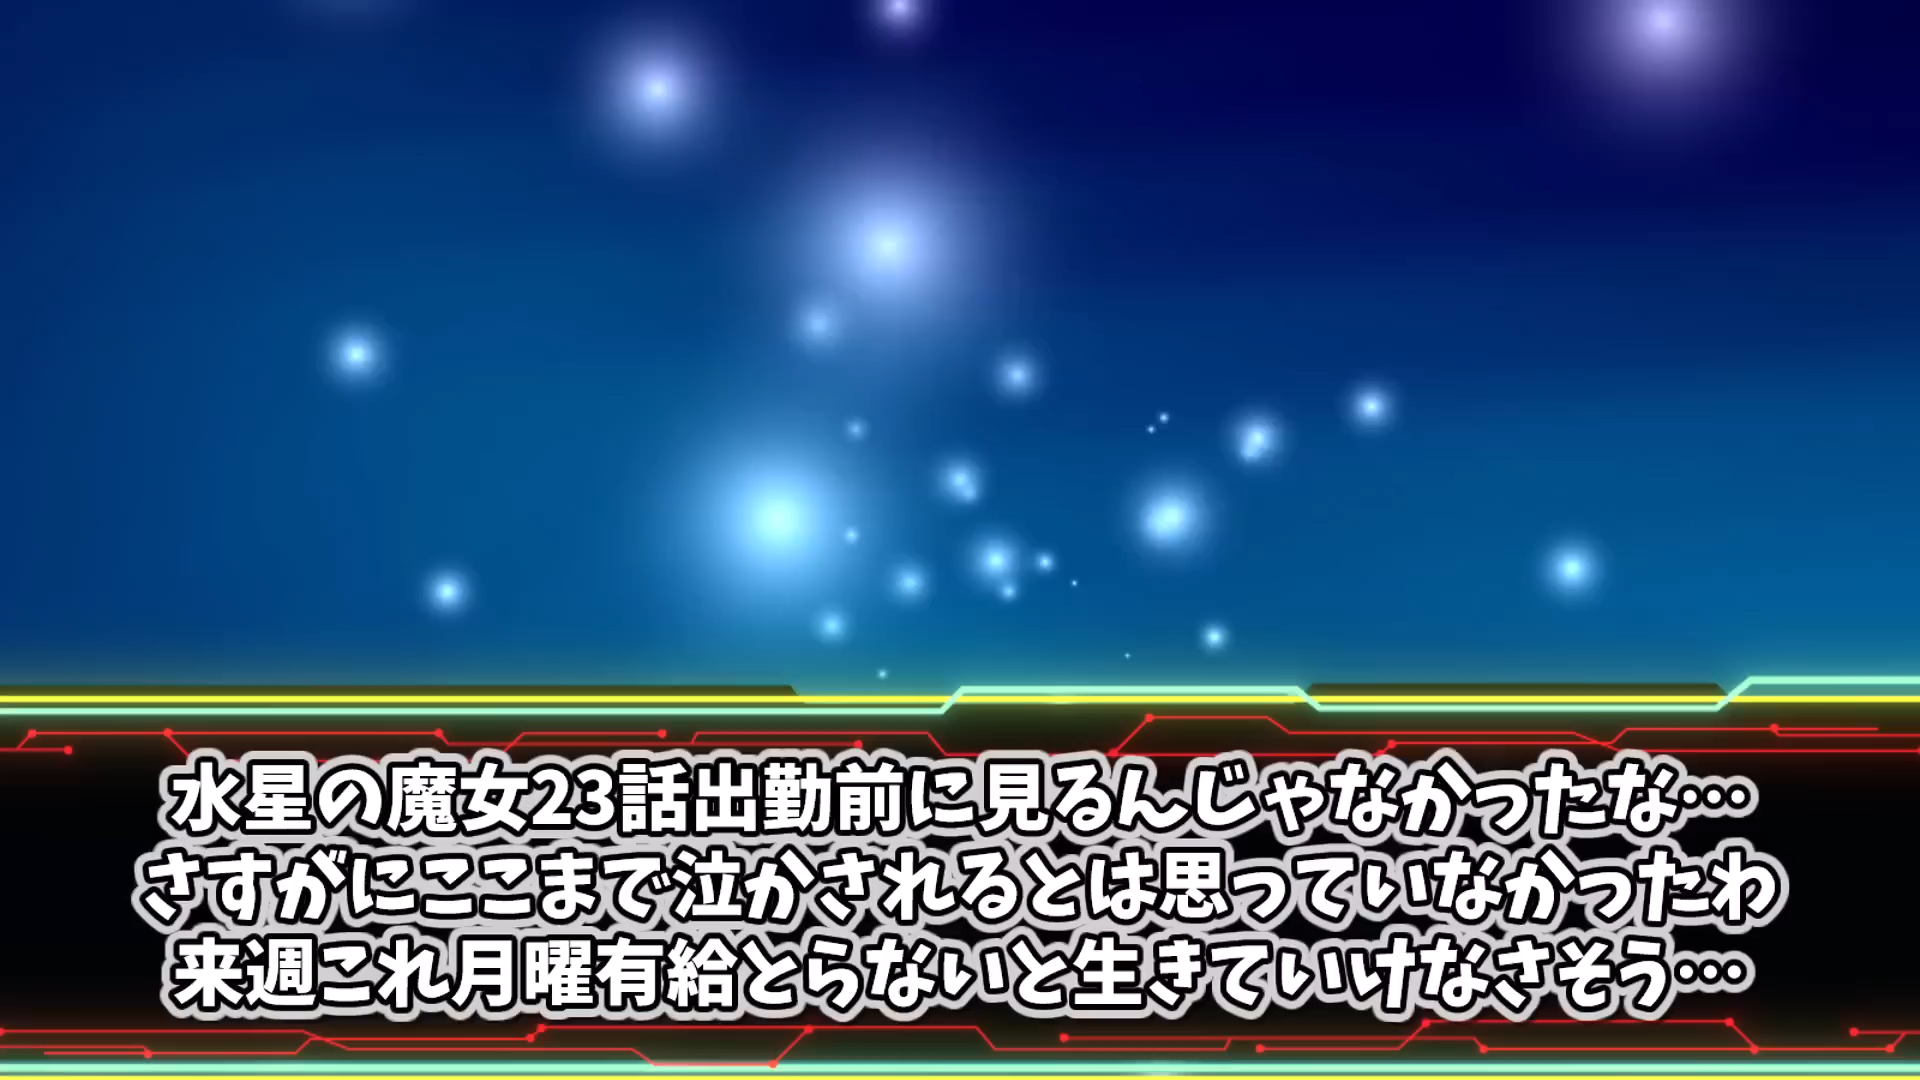 水星の魔女23話出勤前に見るんじゃなかったな…
さすがにここまで泣かされるとは思っていなかったわ
来週これ月曜有給とらないと生きていけなさそう…